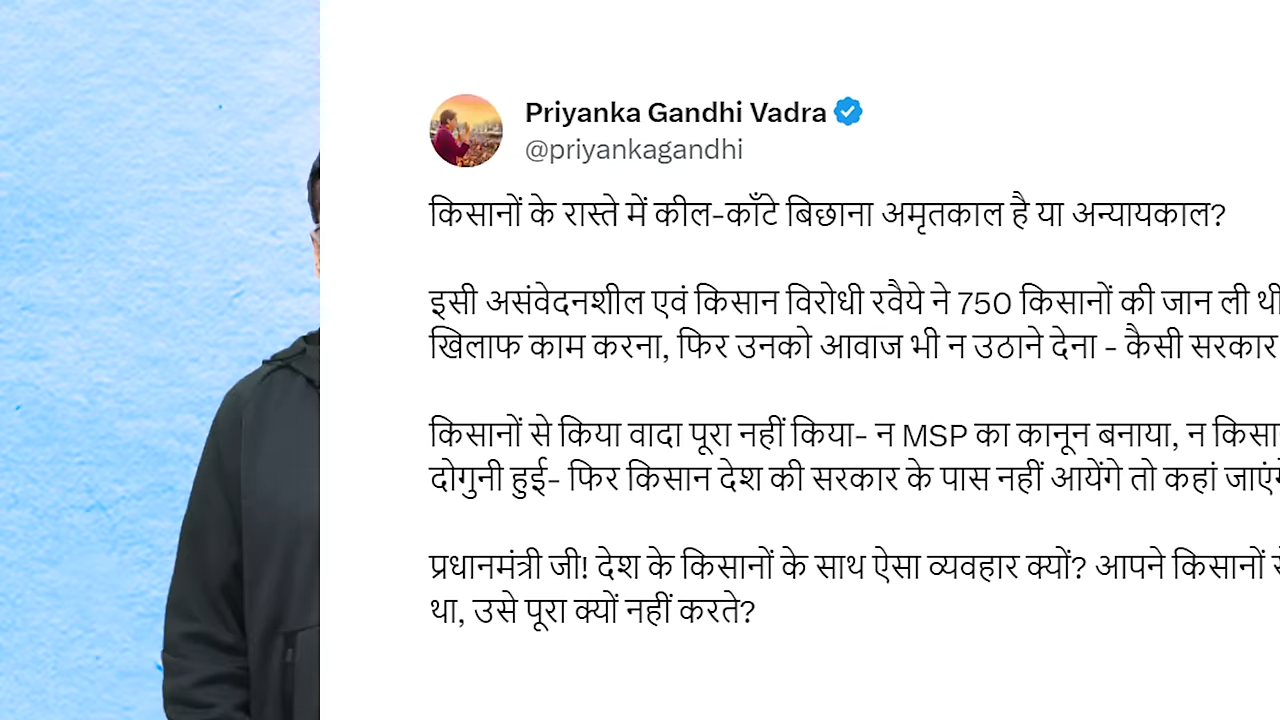 Priyanka Gandhi Vadra
@priyankagandhi
किसानों के रास्ते में कील-काँटे बिछाना अमृतकाल है या अन्यायकाल?
इसी असंवेदनशील एवं किसान विरोधी रवैये ने 750 किसानों की जान ली थी
खिलाफ काम करना, फिर उनको आवाज भी न उठाने देना - कैसी सरकार
किसानों से किया वादा पूरा नहीं किया- न MSP का कानून बनाया, न
दोगुनी हुई- फिर किसान देश की सरकार के पास नहीं आयेंगे तो कहां
प्रधानमंत्री जी! देश के किसानों के साथ ऐसा व्यवहार क्यों? आपने किसानों
था, उसे पूरा क्यों नहीं करते?